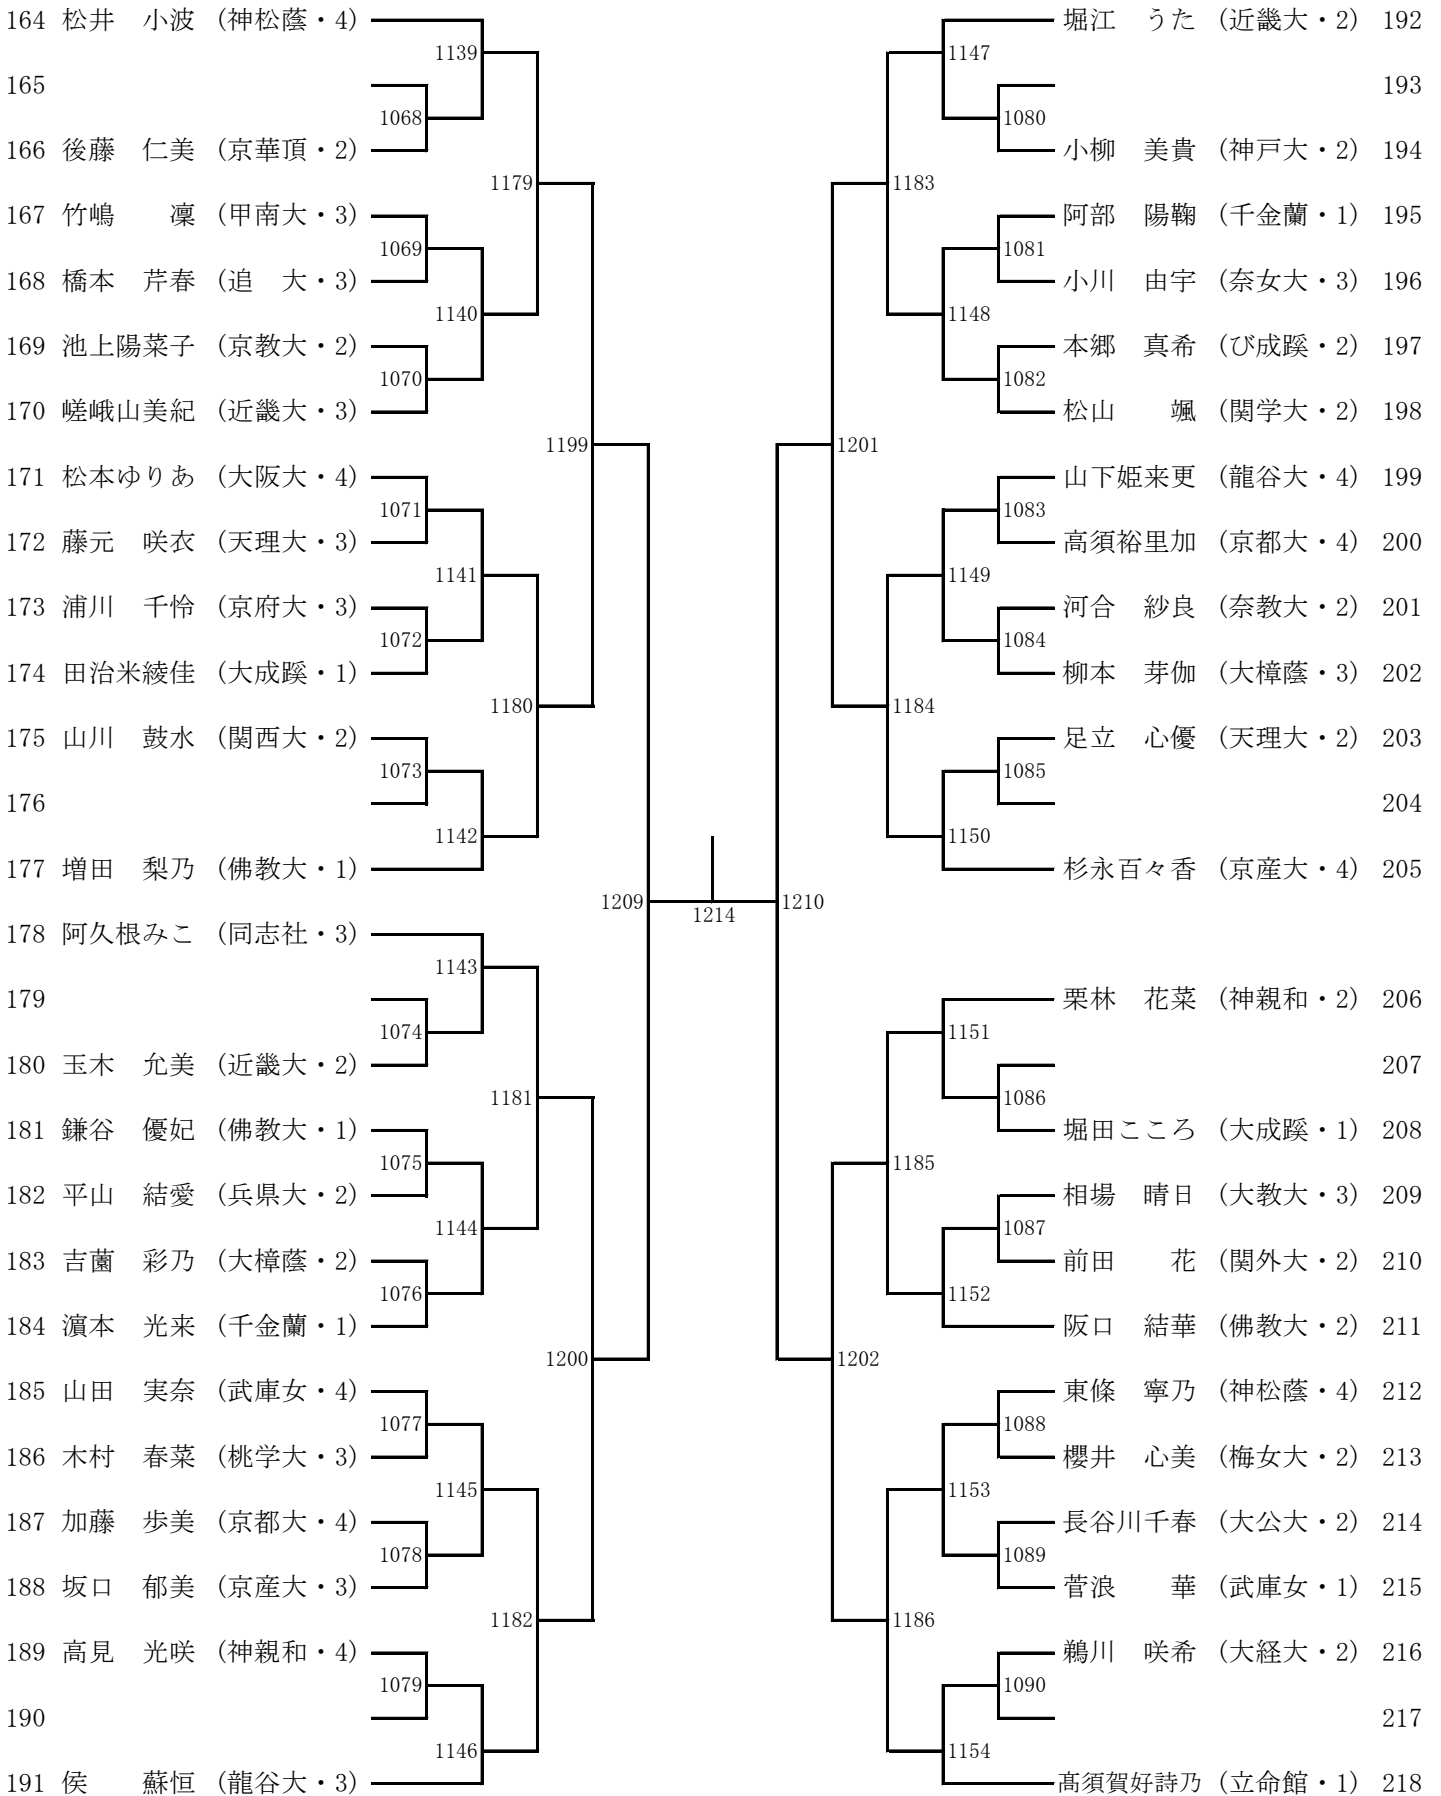 164 松井　小波 （神松蔭・4）
堀江　うた （近畿大・2） 192
1139
1147
165
193
1068
1080
166 後藤　仁美 （京華頂・2）
小柳　美貴 （神戸大・2） 194
1179
1183
167 竹嶋　　凜 （甲南大・3）
阿部　陽鞠 （千金蘭・1） 195
1069
1081
168 橋本　芹春 （追　大・3）
小川　由宇 （奈女大・3） 196
1140
1148
169 池上陽菜子 （京教大・2）
本郷　真希 （び成蹊・2） 197
1070
1082
170 嵯峨山美紀 （近畿大・3）
松山　　颯 （関学大・2） 198
1199
1201
171 松本ゆりあ （大阪大・4）
山下姫来更 （龍谷大・4） 199
1071
1083
172 藤元　咲衣 （天理大・3）
高須裕里加 （京都大・4） 200
1141
1149
173 浦川　千怜 （京府大・3）
河合　紗良 （奈教大・2） 201
1072
1084
174 田治米綾佳 （大成蹊・1）
柳本　芽伽 （大樟蔭・3） 202
1180
1184
175 山川　鼓水 （関西大・2）
足立　心優 （天理大・2） 203
1073
1085
176
204
1142
1150
177 増田　梨乃 （佛教大・1）
杉永百々香 （京産大・4） 205
1209
1214
1210
178 阿久根みこ （同志社・3）
1143
179
栗林　花菜 （神親和・2） 206
1074
1151
180 玉木　允美 （近畿大・2）
207
1181
1086
181 鎌谷　優妃 （佛教大・1）
堀田こころ （大成蹊・1） 208
1075
1185
182 平山　結愛 （兵県大・2）
相場　晴日 （大教大・3） 209
1144
1087
183 吉薗　彩乃 （大樟蔭・2）
前田　　花 （関外大・2） 210
1076
1152
184 濵本　光来 （千金蘭・1）
阪口　結華 （佛教大・2） 211
1200
1202
185 山田　実奈 （武庫女・4）
東條　寧乃 （神松蔭・4） 212
1077
1088
186 木村　春菜 （桃学大・3）
櫻井　心美 （梅女大・2） 213
1145
1153
187 加藤　歩美 （京都大・4）
長谷川千春 （大公大・2） 214
1078
1089
188 坂口　郁美 （京産大・3）
菅浪　　華 （武庫女・1） 215
1182
1186
189 高見　光咲 （神親和・4）
鵜川　咲希 （大経大・2） 216
1079
1090
190
217
1146
1154
191 侯　　蘇恒 （龍谷大・3）
髙須賀好詩乃 （立命館・1） 218